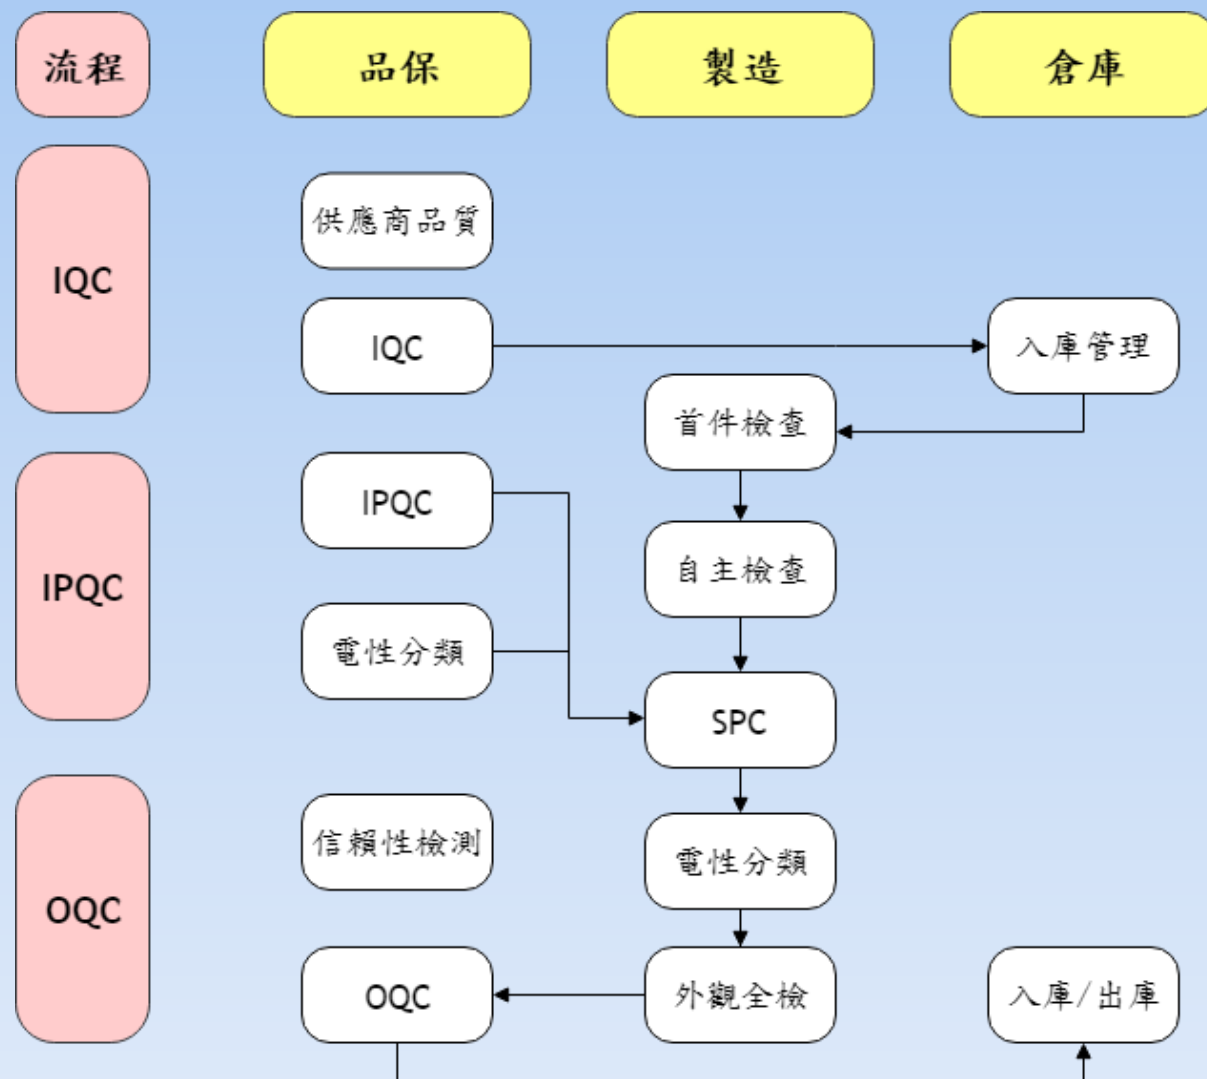 流程
品保
製造
倉庫
IQC
供應商品質
IQC
入庫管理
首件檢查
IPQC
IPQC
自主檢查
電性分類
SPC
OQC
信賴性檢測
電性分類
OQC
外觀全檢
入庫/出庫